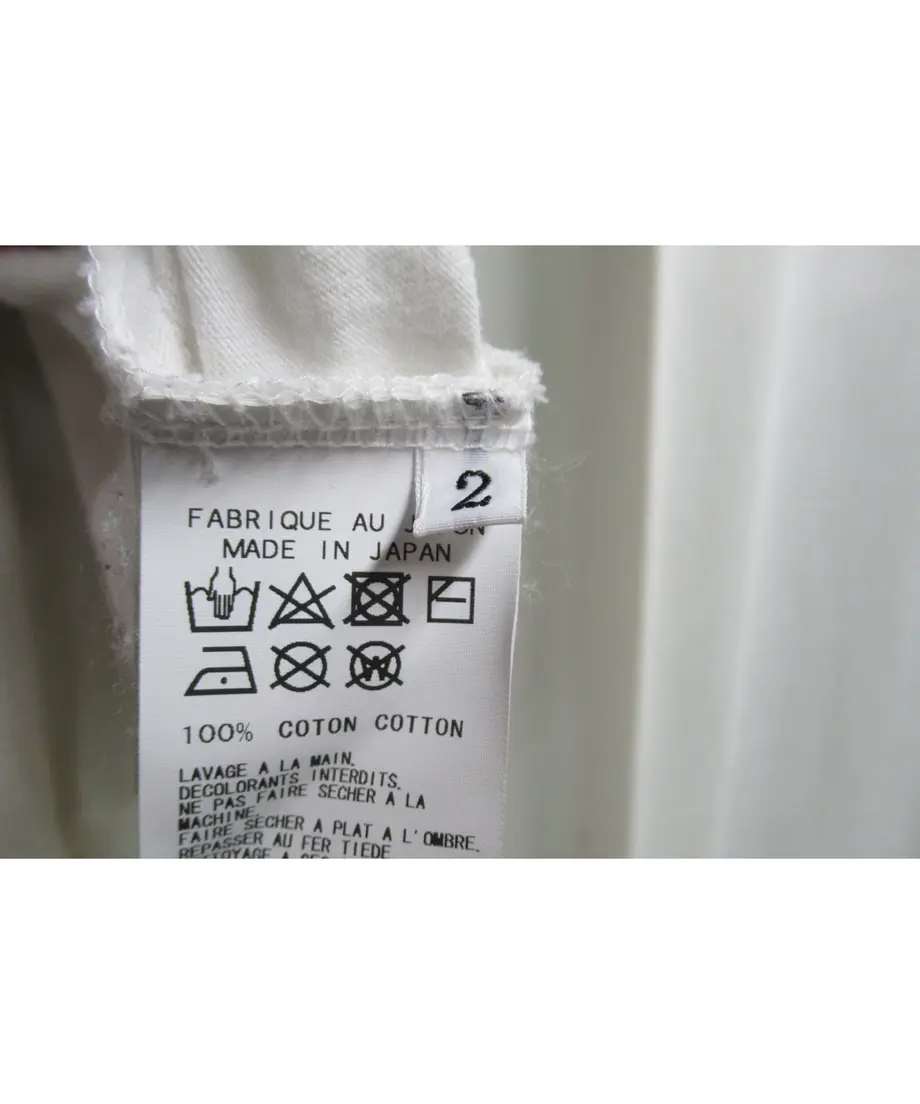 2
FABRIQUE AU
MADE IN JAPAN
W
100% COTON COTTON
LAVAGE A LA MAIN.
DECOLORANTS INTERDITS.
NE PAS FAIRE SECHER A LA
MACHINE.
FAIRE SECHER A PLAT A L'OMBRE.
REPASSER AU FER TIEDE